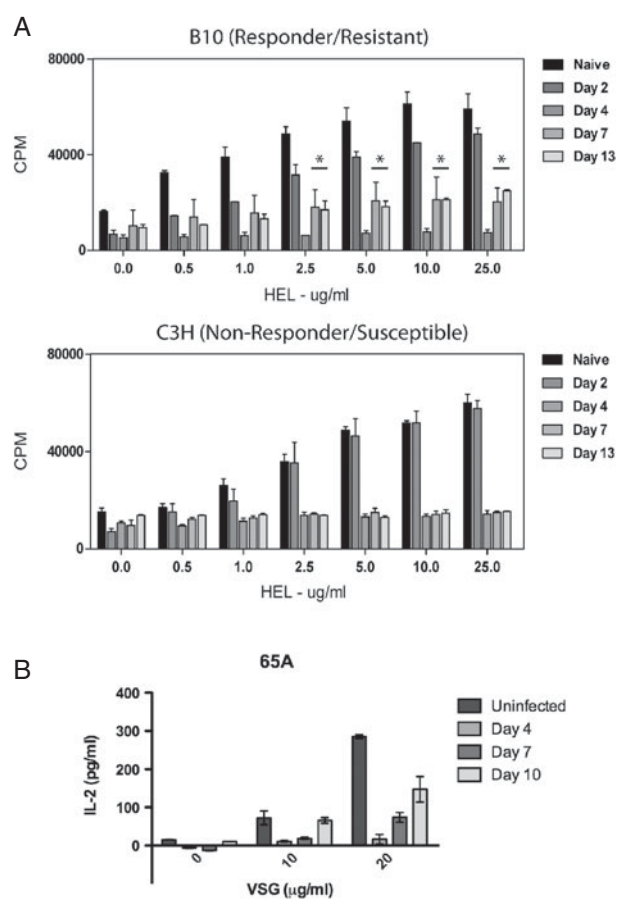 A
B10 (Responder/Resistant)
80000
40000
0
CPM
* * * *
0.0 0.5 1.0 2.5 5.0 10.0 25.0
HEL - ug/ml
Naive
Day 2
Day 4
Day 7
Day 13
C3H (Non-Responder/Susceptible)
80000
40000
0
CPM
0.0 0.5 1.0 2.5 5.0 10.0 25.0
HEL - ug/ml
Naive
Day 2
Day 4
Day 7
Day 13
B
65A
400
300
200
100
0
IL-2 (pg/ml)
0 10 20
VSG (μg/ml)
Uninfected
Day 4
Day 7
Day 10